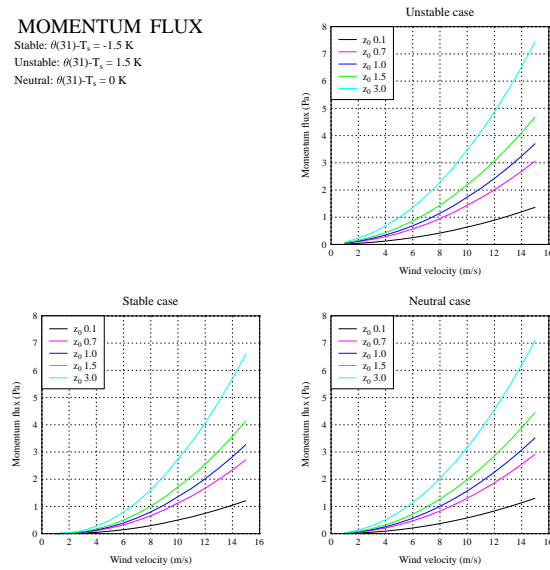 MOMENTUM FLUX
Stable: θ(31)-Tₛ = -1.5 K
Unstable: θ(31)-Tₛ = 1.5 K
Neutral: θ(31)-Tₛ = 0 K
Unstable case
z₀ 0.1
z₀ 0.7
z₀ 1.0
z₀ 1.5
z₀ 3.0
Momentum flux (Pa)
8
7
6
5
4
3
2
1
0
0 2 4 6 8 10 12 14 16
Wind velocity (m/s)
Stable case
z₀ 0.1
z₀ 0.7
z₀ 1.0
z₀ 1.5
z₀ 3.0
Momentum flux (Pa)
8
7
6
5
4
3
2
1
0
0 2 4 6 8 10 12 14 16
Wind velocity (m/s)
Neutral case
z₀ 0.1
z₀ 0.7
z₀ 1.0
z₀ 1.5
z₀ 3.0
Momentum flux (Pa)
8
7
6
5
4
3
2
1
0
0 2 4 6 8 10 12 14 16
Wind velocity (m/s)